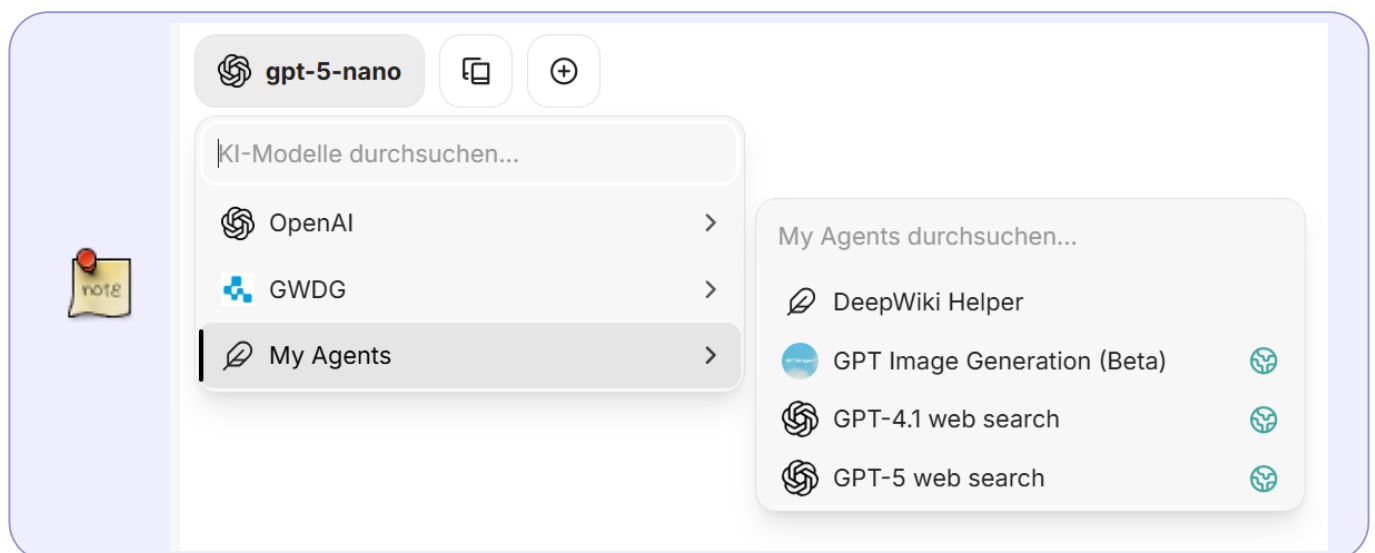 gpt-5-nano
KI-Modelle durchsuchen...
OpenAI
GWDG
My Agents
note
My Agents durchsuchen...
DeepWiki Helper
GPT Image Generation (Beta)
GPT-4.1 web search
GPT-5 web search